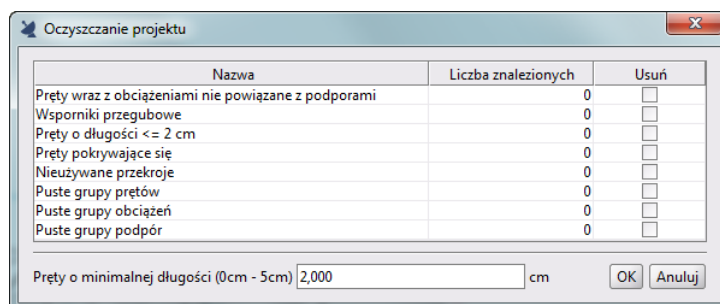 Oczyszczanie projektu
Nazwa Liczba znalezionych Usuń
Pręty wraz z obciążeniami nie powiązane z podporami 0
Wsporniki przegubowe 0
Pręty o długości <= 2 cm 0
Pręty pokrywające się 0
Nieużywane przekroje 0
Puste grupy prętów 0
Puste grupy obciążeń 0
Puste grupy podpór 0
Pręty o minimalnej długości (0cm - 5cm) 2,000 cm OK Anuluj